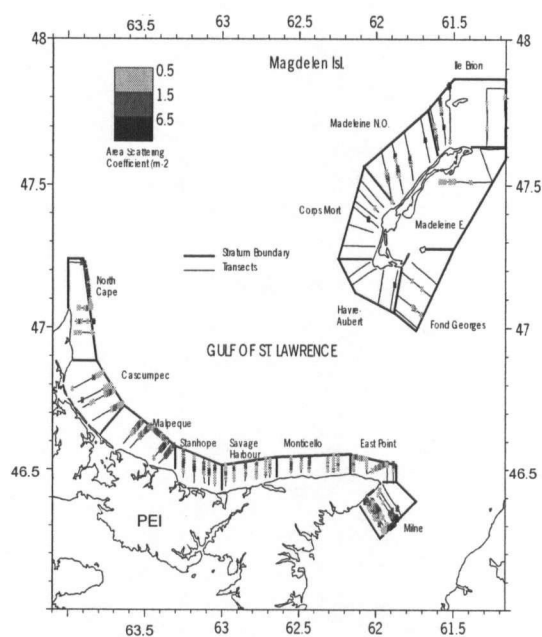 63.5 63 62.5 62 61.5
48 48
0.5
1.5
6.5
Area Scattering
Coefficient (m-2
Magdelen Isl.
Ile Brion
Madeleine N.O.
47.5 47.5
Corps Mort
Madeleine E.
Stratum Boundary
Transects
North
Cape
Havre-
Aubert
Fond Georges
47 47
GULF OF ST LAWRENCE
Cascumpec
Malpeque
Stanhope
Savage
Harbour
Monticello
East Point
46.5 46.5
PEI
Milne
63.5 63 62.5 62 61.5